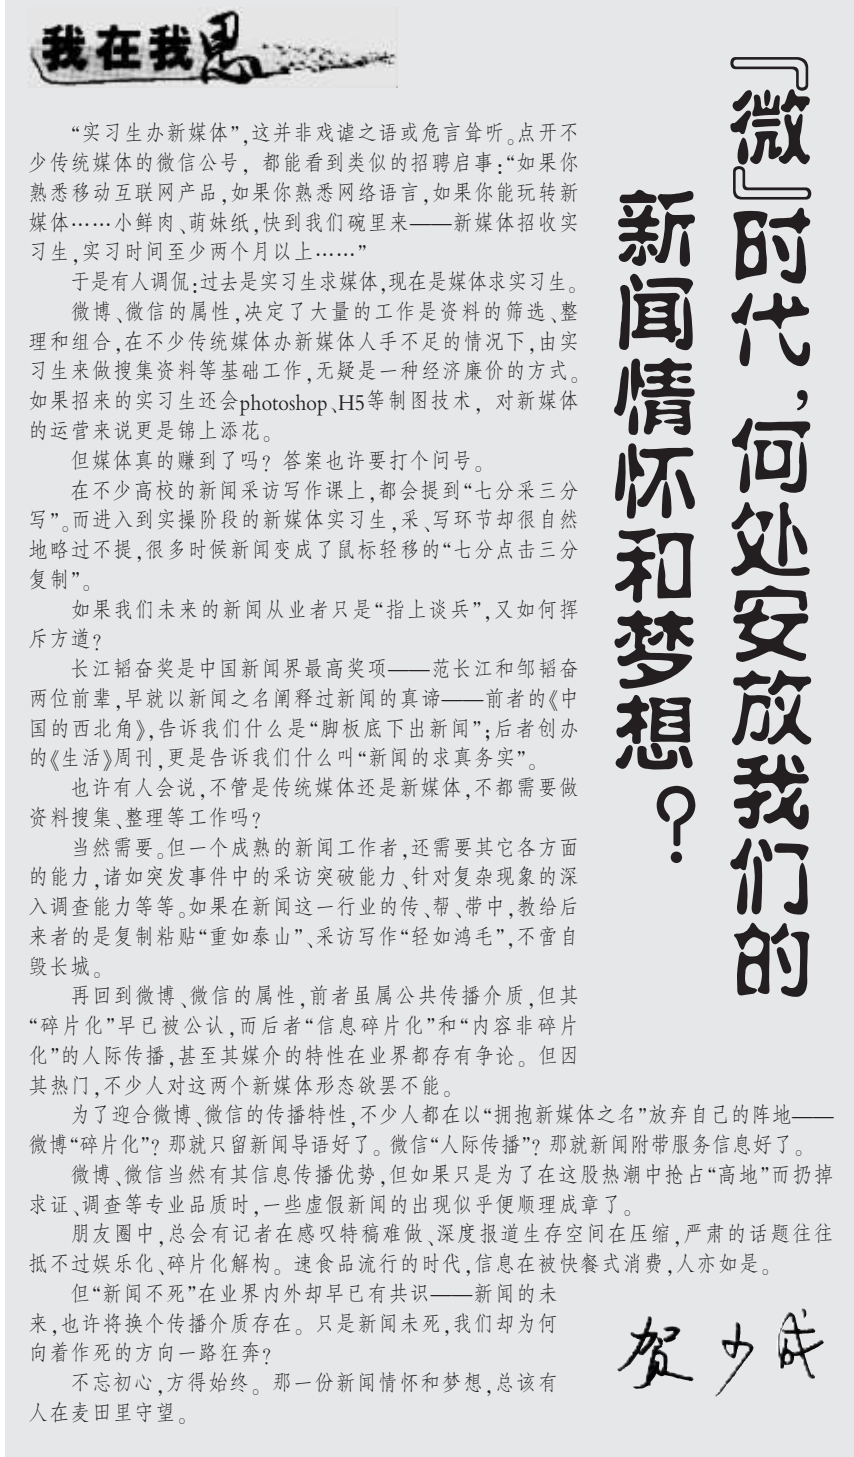 我在我思
『微』时代，何处安放我们的
新闻情怀和梦想？
“实习生办新媒体”，这并非戏谑之语或危言耸听。点开不
少传统媒体的微信公号，都能看到类似的招聘启事：“如果你
熟悉移动互联网产品，如果你熟悉网络语言，如果你能玩转新
媒体……小鲜肉、萌妹纸，快到我们碗里来——新媒体招收实
习生，实习时间至少两个月以上……”
于是有人调侃：过去是实习生求媒体，现在是媒体求实习生。
微博、微信的属性，决定了大量的工作是资料的筛选、整
理和组合，在不少传统媒体办新媒体人手不足的情况下，由实
习生来做搜集资料等基础工作，无疑是一种经济廉价的方式。
如果招来的实习生还会photoshop、H5等制图技术，对新媒体
的运营来说更是锦上添花。
但媒体真的赚到了吗？答案也许要打个问号。
在不少高校的新闻采访写作课上，都会提到“七分采三分
写”。而进入到实操阶段的新媒体实习生，采、写环节却很自然
地略过不提，很多时候新闻变成了鼠标轻移的“七分点击三分
复制”。
如果我们未来的新闻从业者只是“指上谈兵”，又如何挥
斥方遒？
长江韬奋奖是中国新闻界最高奖项——范长江和邹韬奋
两位前辈，早就以新闻之名阐释过新闻的真谛——前者的《中
国的西北角》，告诉我们什么是“脚板底下出新闻”；后者创办
的《生活》周刊，更是告诉我们什么叫“新闻的求真务实”。
也许有人会说，不管是传统媒体还是新媒体，不都需要做
资料搜集、整理等工作吗？
当然需要。但一个成熟的新闻工作者，还需要其它各方面
的能力，诸如突发事件中的采访突破能力、针对复杂现象的深
入调查能力等等。如果在新闻这一行业的传、帮、带中，教给后
来者的是复制粘贴“重如泰山”、采访写作“轻如鸿毛”，不啻自
毁长城。
再回到微博、微信的属性，前者虽属公共传播介质，但其
“碎片化”早已被公认，而后者“信息碎片化”和“内容非碎片
化”的人际传播，甚至其媒介的特性在业界都存有争论。但因
其热门，不少人对这两个新媒体形态欲罢不能。
为了迎合微博、微信的传播特性，不少人都在以“拥抱新媒体之名”放弃自己的阵地——
微博“碎片化”？那就只留新闻导语好了。微信“人际传播”？那就新闻附带服务信息好了。
微博、微信当然有其信息传播优势，但如果只是为了在这股热潮中抢占“高地”而扔掉
求证、调查等专业品质时，一些虚假新闻的出现似乎便顺理成章了。
朋友圈中，总会有记者在感叹特稿难做、深度报道生存空间在压缩，严肃的话题往往
抵不过娱乐化、碎片化解构。速食品流行的时代，信息在被快餐式消费，人亦如是。
但“新闻不死”在业界内外却早已有共识——新闻的未
来，也许将换个传播介质存在。只是新闻未死，我们却为何
向着作死的方向一路狂奔？
不忘初心，方得始终。那一份新闻情怀和梦想，总该有
人在麦田里守望。
贺少成